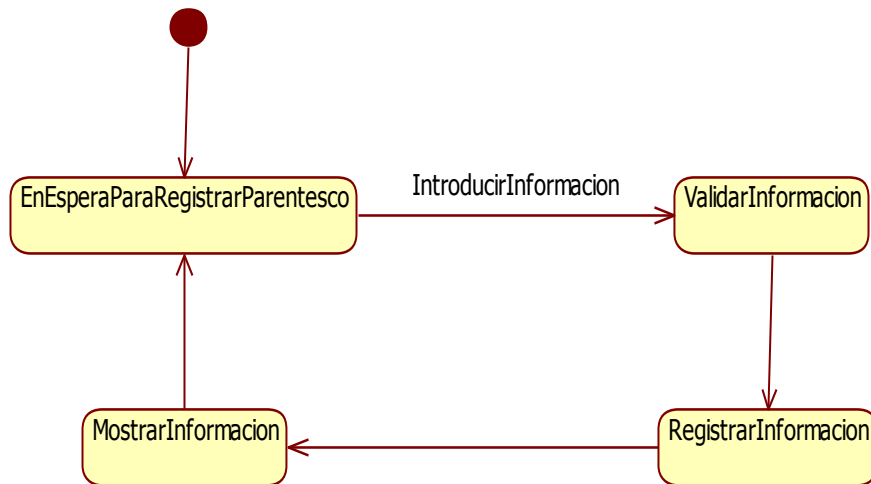 EnEsperaParaRegistrarParentesco
IntroducirInformacion
ValidarInformacion
MostrarInformacion
RegistrarInformacion